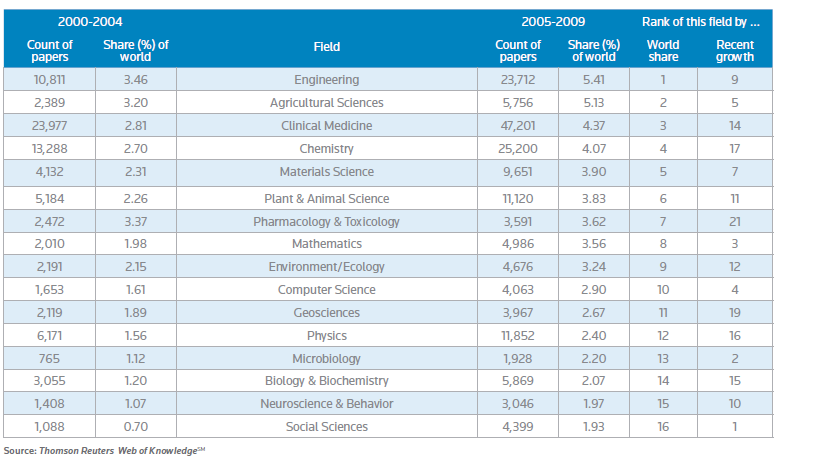 2000-2004 2005-2009 Rank of this field by ...
Count of papers Share (%) of world Field Count of papers Share (%) of world World share Recent growth
10,811 3.46 Engineering 23,712 5.41 1 9
2,389 3.20 Agricultural Sciences 5,756 5.13 2 5
23,977 2.81 Clinical Medicine 47,201 4.37 3 14
13,288 2.70 Chemistry 25,200 4.07 4 17
4,132 2.31 Materials Science 9,651 3.90 5 7
5,184 2.26 Plant & Animal Science 11,120 3.83 6 11
2,472 3.37 Pharmacology & Toxicology 3,591 3.62 7 21
2,010 1.98 Mathematics 4,986 3.56 8 3
2,191 2.15 Environment/Ecology 4,676 3.24 9 12
1,653 1.61 Computer Science 4,063 2.90 10 4
2,119 1.89 Geosciences 3,967 2.67 11 19
6,171 1.56 Physics 11,852 2.40 12 16
765 1.12 Microbiology 1,928 2.20 13 2
3,055 1.20 Biology & Biochemistry 5,869 2.07 14 15
1,408 1.07 Neuroscience & Behavior 3,046 1.97 15 10
1,088 0.70 Social Sciences 4,399 1.93 16 1
Source: Thomson Reuters Web of Knowledge℠